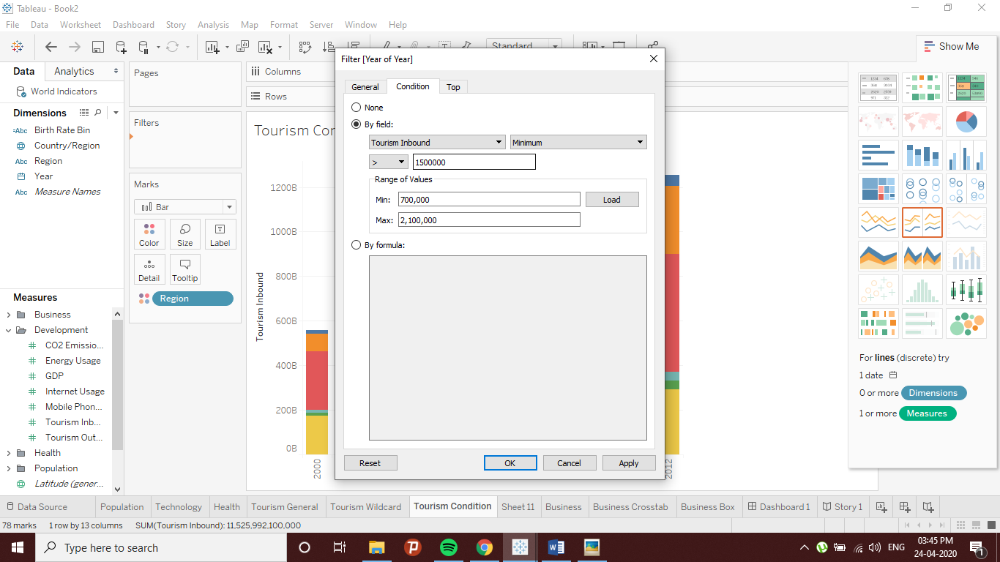 Tableau - Book2
File Data Worksheet Dashboard Story Analysis Map Format Server Window Help
Standard
Show Me
Data Analytics
World Indicators
Dimensions
Abc Birth Rate Bin
Country/Region
Abc Region
Year
Abc Measure Names
Measures
Business
Development
CO2 Emissio...
Energy Usage
GDP
Internet Usage
Mobile Phon...
Tourism Inb...
Tourism Out...
Health
Population
Latitude (gener...
Pages
Filters
Marks
Bar
Color Size Label
Detail Tooltip
Region
Columns
Rows
Tourism Con
Tourism Inbound
1200B
1000B
800B
600B
400B
200B
0B
2000
2012
Filter [Year of Year]
General Condition Top
None
By field:
Tourism Inbound Minimum
> 1500000
Range of Values
Min: 700,000 Load
Max: 2,100,000
By formula:
Reset OK Cancel Apply
For lines (discrete) try
1 date
0 or more Dimensions
1 or more Measures
Data Source Population Technology Health Tourism General Tourism Wildcard Tourism Condition Sheet 11 Business Business Crosstab Business Box Dashboard 1 Story 1
78 marks 1 row by 13 columns SUM(Tourism Inbound): 11,525,992,100,000
Type here to search
ENG
03:45 PM
24-04-2020
1